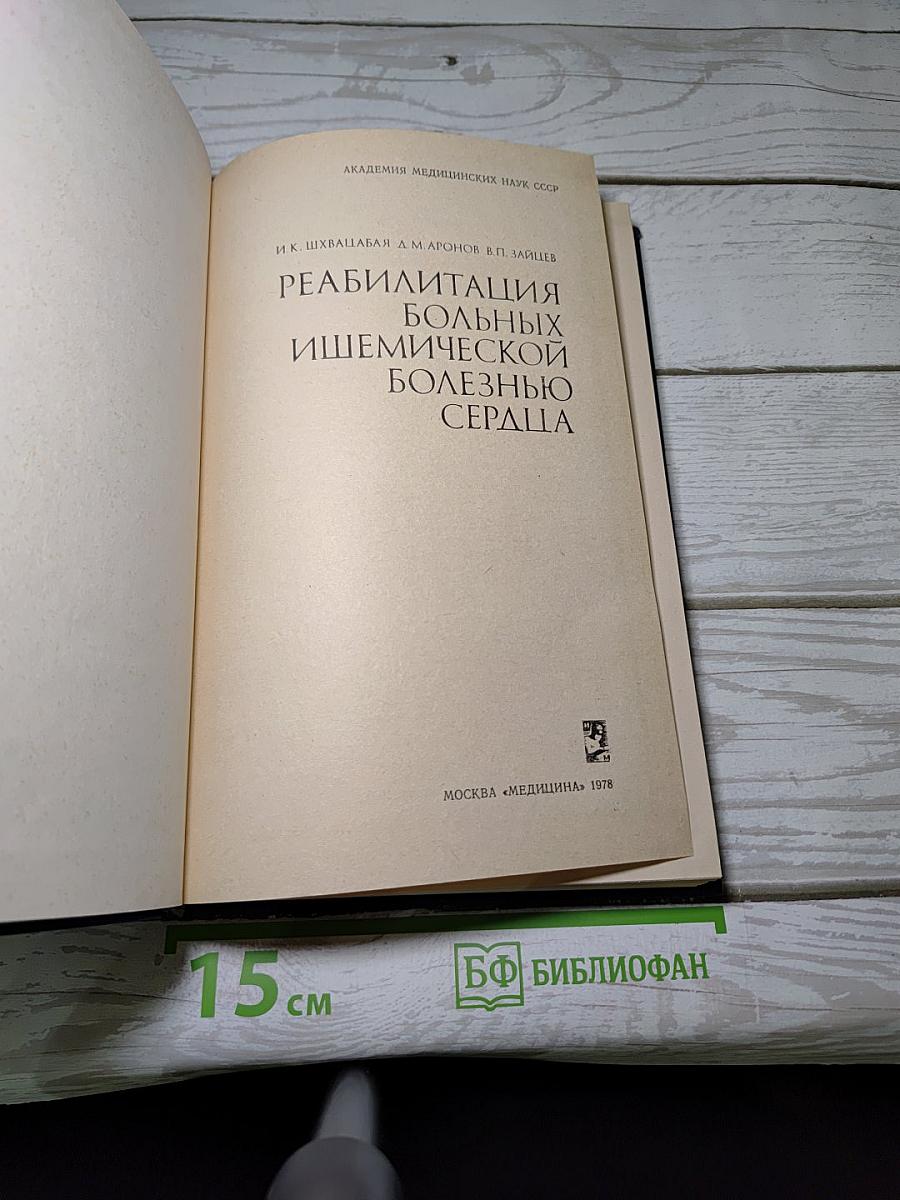 АКАДЕМИЯ МЕДИЦИНСКИХ НАУК СССР
И. К. ШХВАЦАБАЯ Д. М. АРОНОВ В. П. ЗАЙЦЕВ
РЕАБИЛИТАЦИЯ
БОЛЬНЫХ
ИШЕМИЧЕСКОЙ
БОЛЕЗНЬЮ
СЕРДЦА
МОСКВА «МЕДИЦИНА» 1978
15 см
БФ БИБЛИОФАН